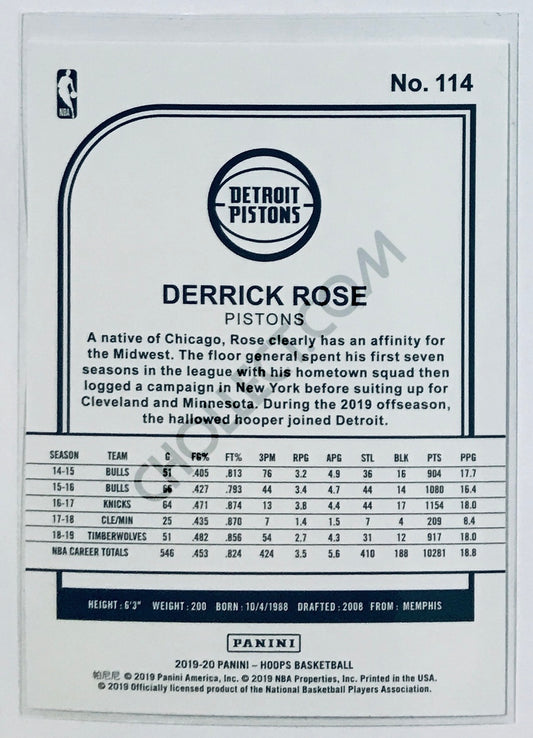 No. 114
NBA
DETROIT
PISTONS
DERRICK ROSE
PISTONS
A native of Chicago, Rose clearly has an affinity for
the Midwest. The floor general spent his first seven
seasons in the league with his hometown squad then
logged a campaign in New York before suiting up for
Cleveland and Minnesota. During the 2019 offseason,
the hallowed hooper joined Detroit.
SEASON TEAM G FG% FT% 3PM RPG APG STL BLK PTS PPG
14-15 BULLS 51 .405 .813 76 3.2 4.9 36 16 904 17.7
15-16 BULLS 66 .427 .793 44 3.4 4.7 44 14 1080 16.4
16-17 KNICKS 64 .471 .874 13 3.8 4.4 44 17 1154 18.0
17-18 CLE/MIN 25 .435 .870 7 1.4 1.5 7 4 209 8.4
18-19 TIMBERWOLVES 51 .482 .856 54 2.7 4.3 31 12 917 18.0
NBA CAREER TOTALS 546 .453 .824 424 3.5 5.6 410 188 10281 18.8
HEIGHT: 6'3" WEIGHT: 200 BORN: 10/4/1988 DRAFTED: 2008 FROM: MEMPHIS
PANINI
2019-20 PANINI – HOOPS BASKETBALL
帕尼尼 © 2019 Panini America, Inc. © 2019 NBA Properties, Inc. Printed in the USA.
© 2019 Officially licensed product of the National Basketball Players Association.
CHOLLECT.COM